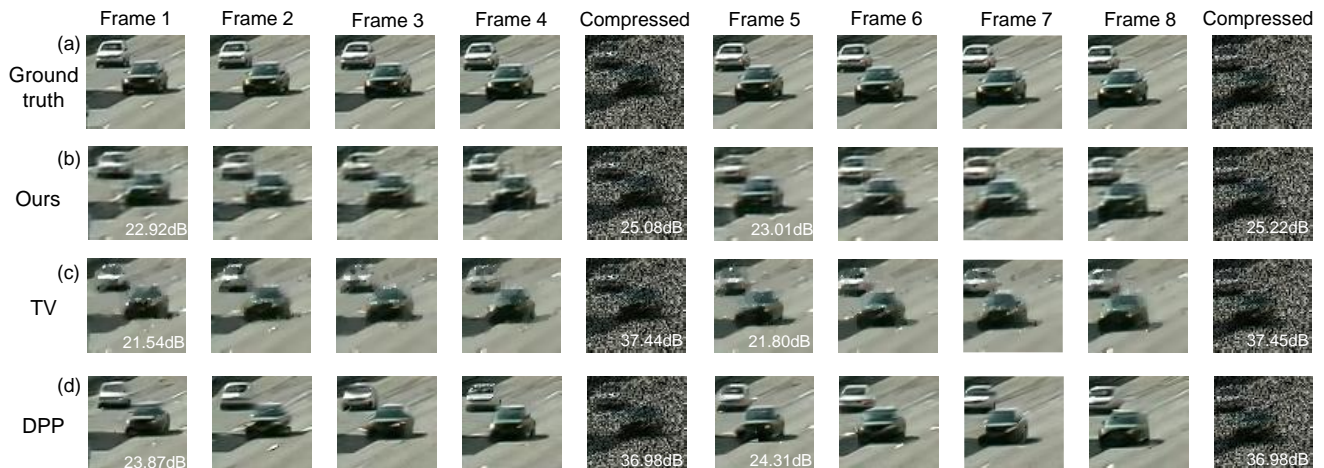 Frame 1 Frame 2 Frame 3 Frame 4 Compressed Frame 5 Frame 6 Frame 7 Frame 8 Compressed
(a)
Ground
truth
(b)
Ours
22.92dB 25.08dB 23.01dB 25.22dB
(c)
TV
21.54dB 37.44dB 21.80dB 37.45dB
(d)
DPP
23.87dB 36.98dB 24.31dB 36.98dB